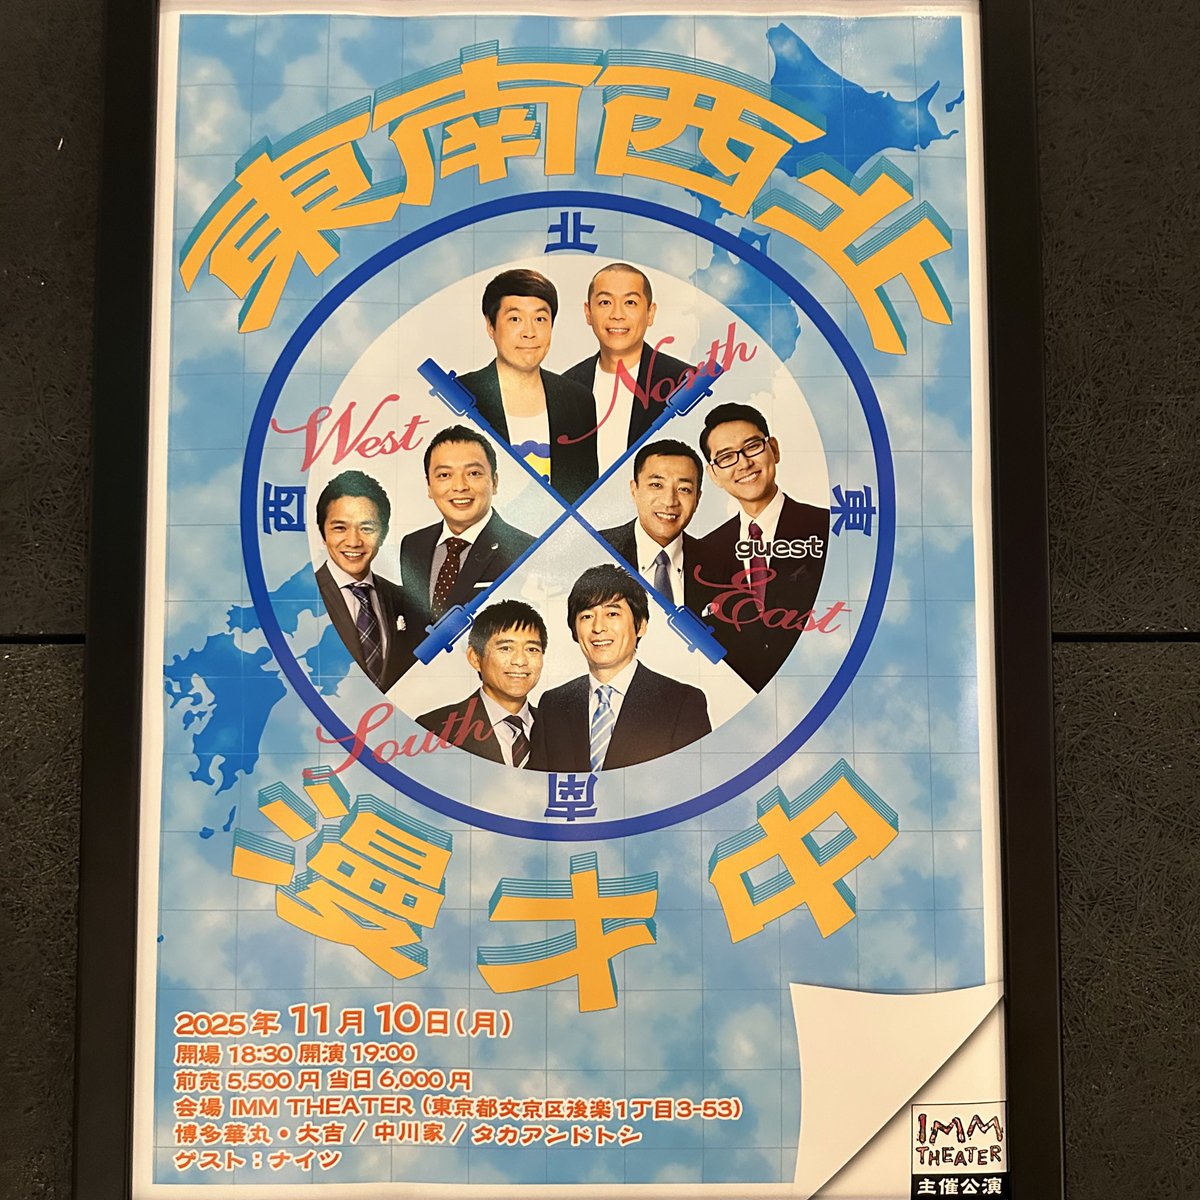 東南西北
北
North
West
西
東
guest
East
South
南
漫才中
2025年 11月10日(月)
開場 18:30 開演 19:00
前売 5,500円 当日 6,000円
会場 IMM THEATER (東京都文京区後楽1丁目3-53)
博多華丸・大吉 / 中川家 / タカアンドトシ
ゲスト:ナイツ
IMM
THEATER
主催公演